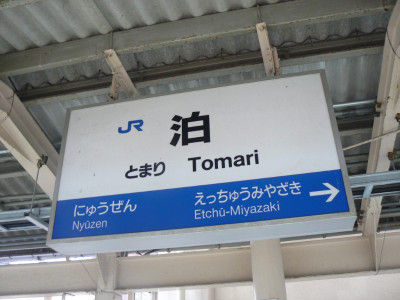 JR 泊
とまり Tomari
にゅうぜん えっちゅうみやざき →
Nyūzen Etchū-Miyazaki